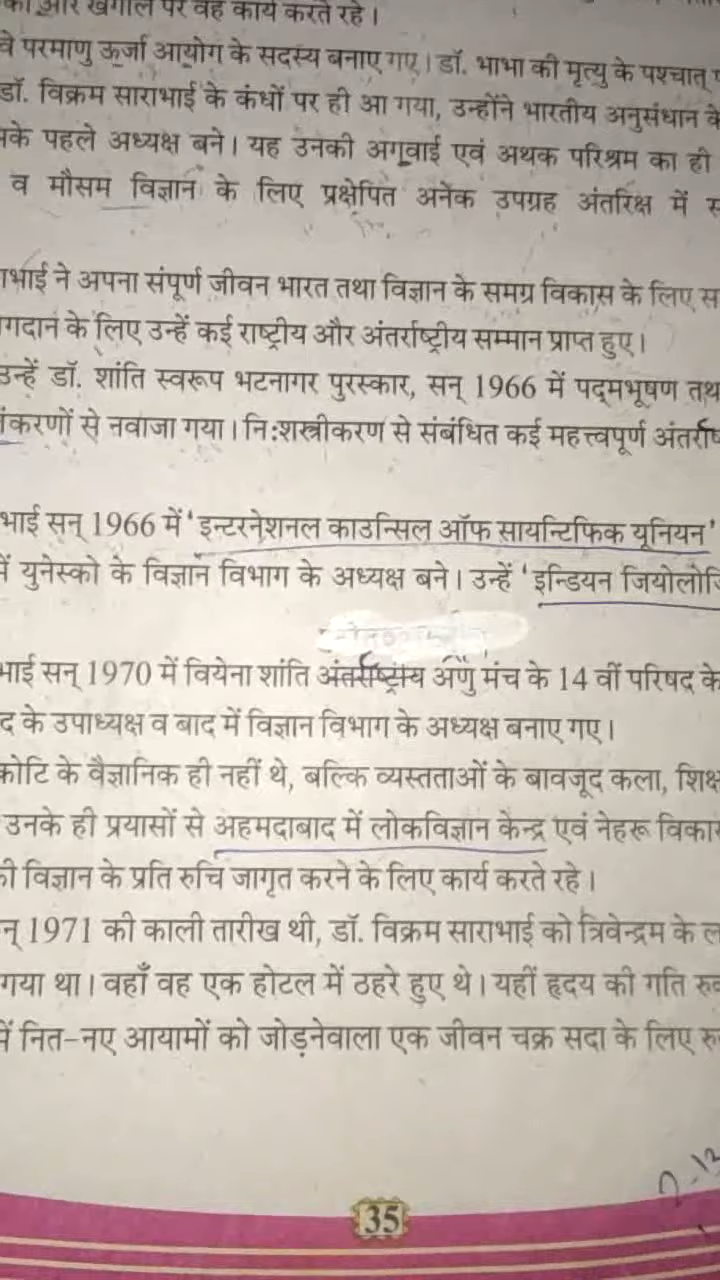 और खगोल पर वह कार्य करते रहे।
वे परमाणु ऊर्जा आयोग के सदस्य बनाए गए। डॉ. भाभा की मृत्यु के पश्चात्
डॉ. विक्रम साराभाई के कंधों पर ही आ गया, उन्होंने भारतीय अनुसंधान के
के पहले अध्यक्ष बने। यह उनकी अगुवाई एवं अथक परिश्रम का ही
व मौसम विज्ञान के लिए प्रक्षेपित अनेक उपग्रह अंतरिक्ष में
भाई ने अपना संपूर्ण जीवन भारत तथा विज्ञान के समग्र विकास के लिए स
गदान के लिए उन्हें कई राष्ट्रीय और अंतर्राष्ट्रीय सम्मान प्राप्त हुए।
उन्हें डॉ. शांति स्वरूप भटनागर पुरस्कार, सन् 1966 में पद्मभूषण तथ
करणों से नवाजा गया। नि:शस्त्रीकरण से संबंधित कई महत्त्वपूर्ण अंतर्राष्
भाई सन् 1966 में 'इन्टरनेशनल काउन्सिल ऑफ सायन्टिफिक यूनियन'
में युनेस्को के विज्ञान विभाग के अध्यक्ष बने। उन्हें 'इन्डियन जियोलोजि
भाई सन् 1970 में वियेना शांति अंतर्राष्ट्रीय अणु मंच के 14 वीं परिषद के
द के उपाध्यक्ष व बाद में विज्ञान विभाग के अध्यक्ष बनाए गए।
कोटि के वैज्ञानिक ही नहीं थे, बल्कि व्यस्तताओं के बावजूद कला, शिक्ष
उनके ही प्रयासों से अहमदाबाद में लोकविज्ञान केन्द्र एवं नेहरू विकास
की विज्ञान के प्रति रुचि जागृत करने के लिए कार्य करते रहे।
न् 1971 की काली तारीख थी, डॉ. विक्रम साराभाई को त्रिवेन्द्रम के ल
गया था। वहाँ वह एक होटल में ठहरे हुए थे। यहीं हृदय की गति रुक
में नित-नए आयामों को जोड़नेवाला एक जीवन चक्र सदा के लिए रु
35